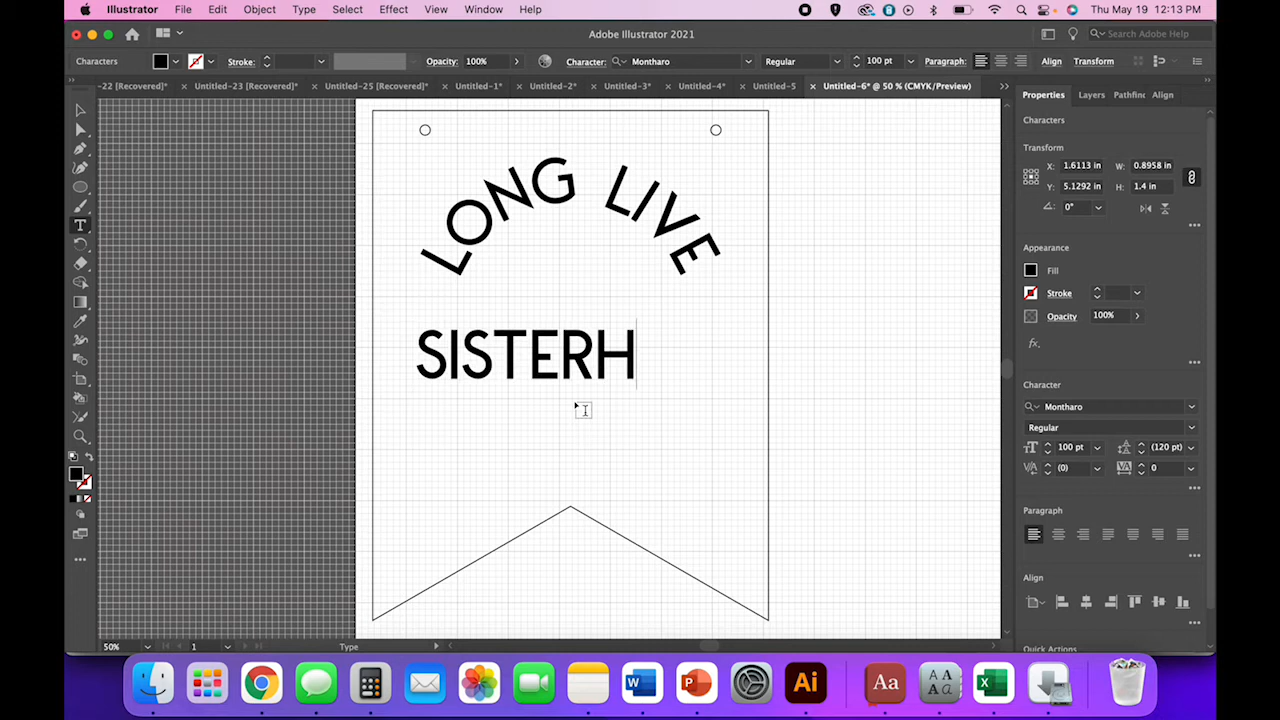 Illustrator File Edit Object Type Select Effect View Window Help Thu May 19 12:13 PM
Adobe Illustrator 2021 Search Adobe Help
Characters Stroke: Opacity: 100% Character: Montharo Regular 100 pt Paragraph: Align Transform
-22 [Recovered]* Untitled-23 [Recovered]* Untitled-25 [Recovered]* Untitled-1* Untitled-2* Untitled-3* Untitled-4* Untitled-5 Untitled-6* @ 50 % (CMYK/Preview)
Properties Layers Pathfinc Align
Characters
Transform
X: 1.6113 in W: 0.8958 in
Y: 5.1292 in H: 1.4 in
0°
Appearance
Fill
Stroke
Opacity 100%
fx.
Character
Montharo
Regular
100 pt (120 pt)
(0) 0
Paragraph
Align
Quick Actions
LONG LIVE
SISTERH
50% 1 Type